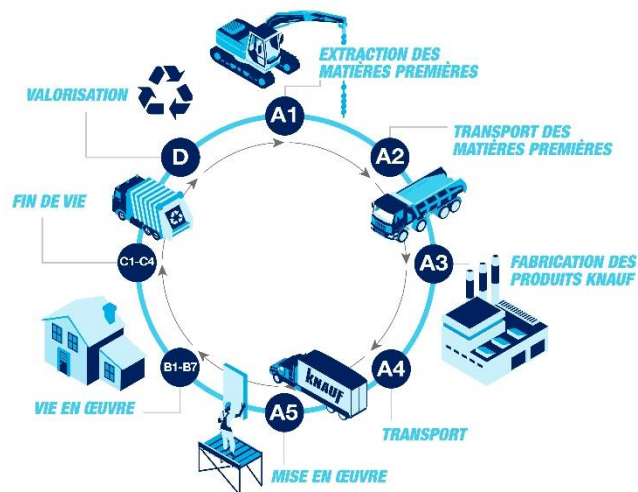 A1
EXTRACTION DES
MATIÈRES PREMIÈRES
A2
TRANSPORT DES
MATIÈRES PREMIÈRES
A3
FABRICATION DES
PRODUITS KNAUF
A4
TRANSPORT
KNAUF
A5
MISE EN ŒUVRE
B1-B7
VIE EN ŒUVRE
C1-C4
FIN DE VIE
D
VALORISATION